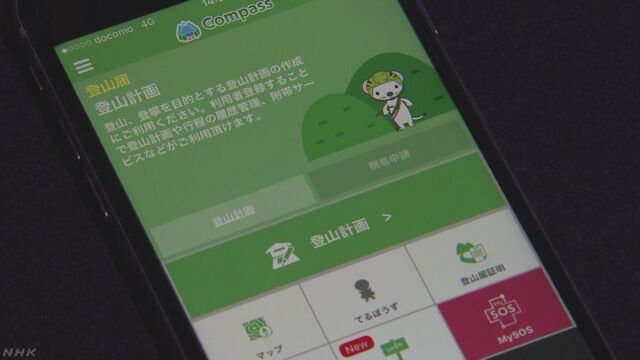 docomo 4G
Compass
登山届
登山計画
登山、登攀を目的とする登山計画の作成
にご利用ください。利用者登録すること
で登山計画や行程の履歴管理、附帯サー
ビスなどがご利用頂けます。
登山計画
簡易申請
登山計画 >
マップ
てるぼうず
登山届証明
New
info
My
SOS
MySOS
NHK